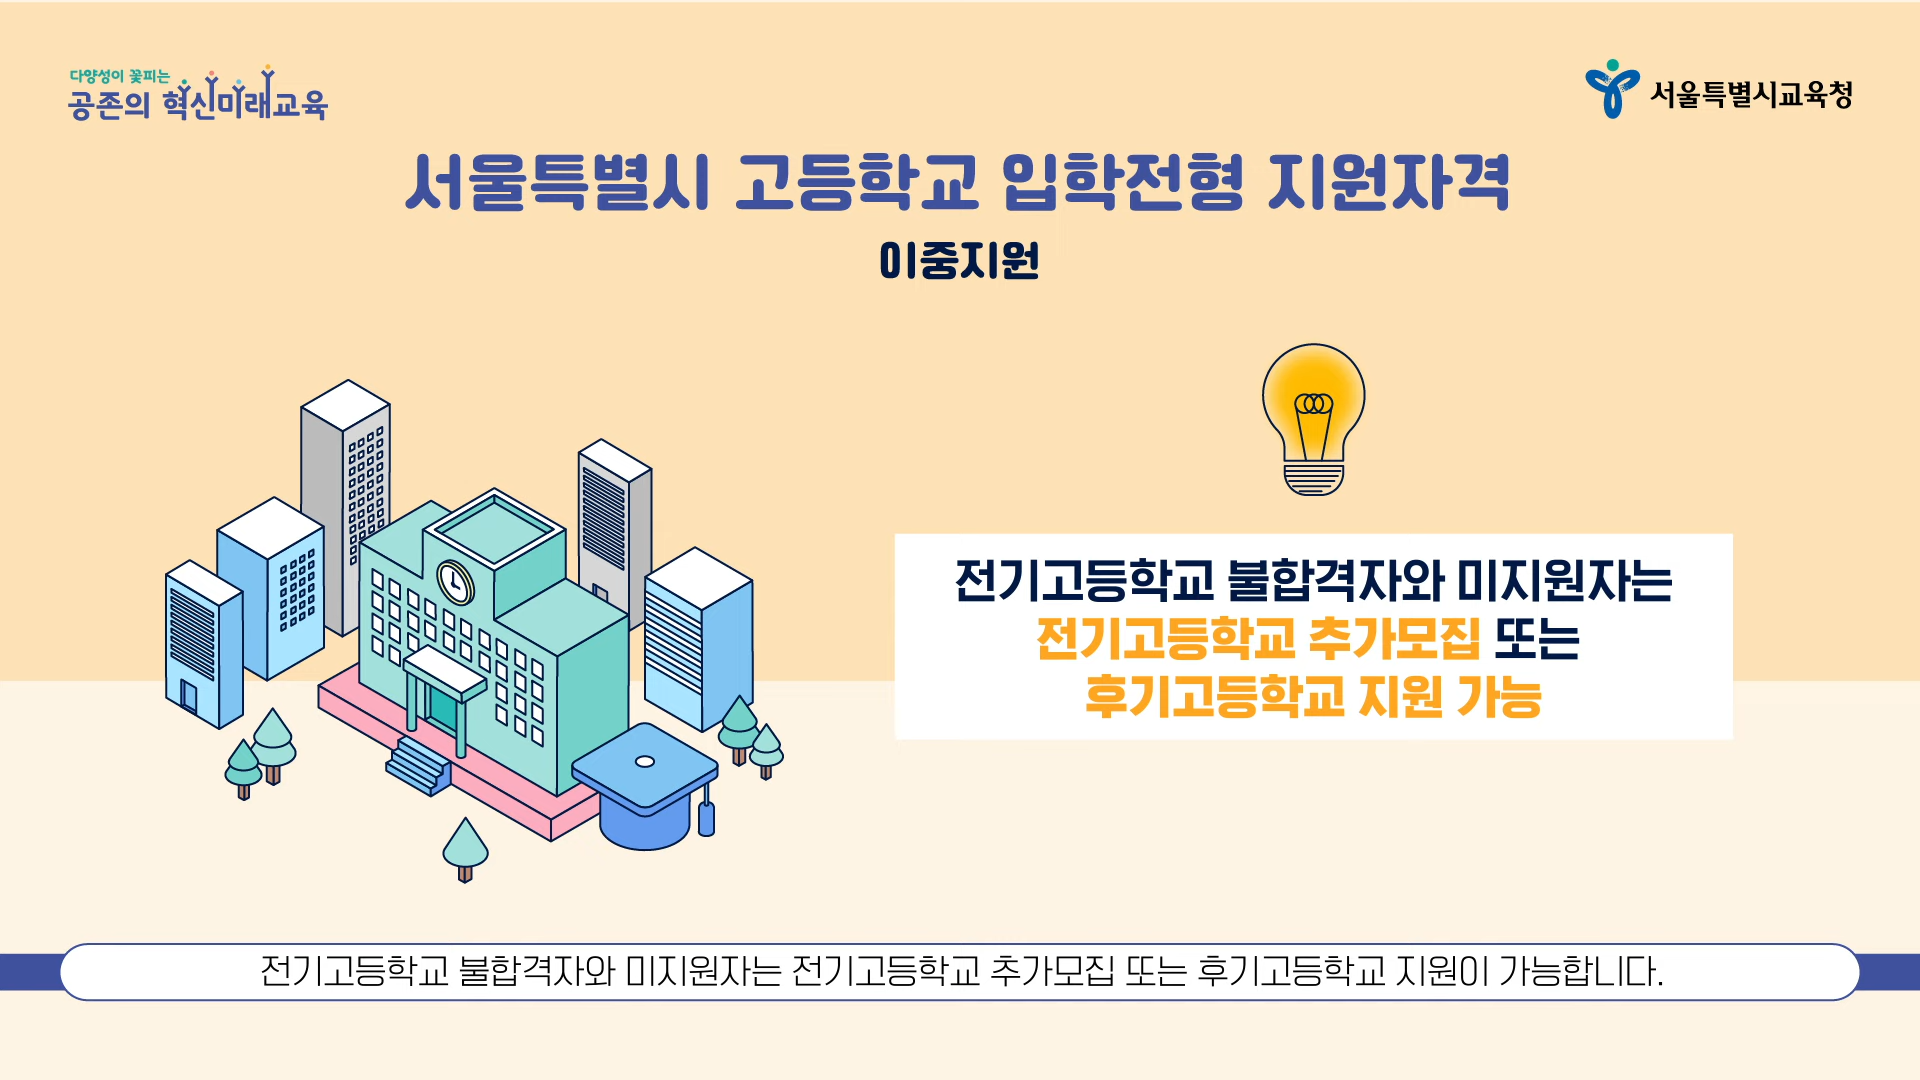 다양성이 꽃피는
공존의 혁신미래교육
서울특별시교육청
서울특별시 고등학교 입학전형 지원자격
이중지원
전기고등학교 불합격자와 미지원자는
전기고등학교 추가모집 또는
후기고등학교 지원 가능
전기고등학교 불합격자와 미지원자는 전기고등학교 추가모집 또는 후기고등학교 지원이 가능합니다.